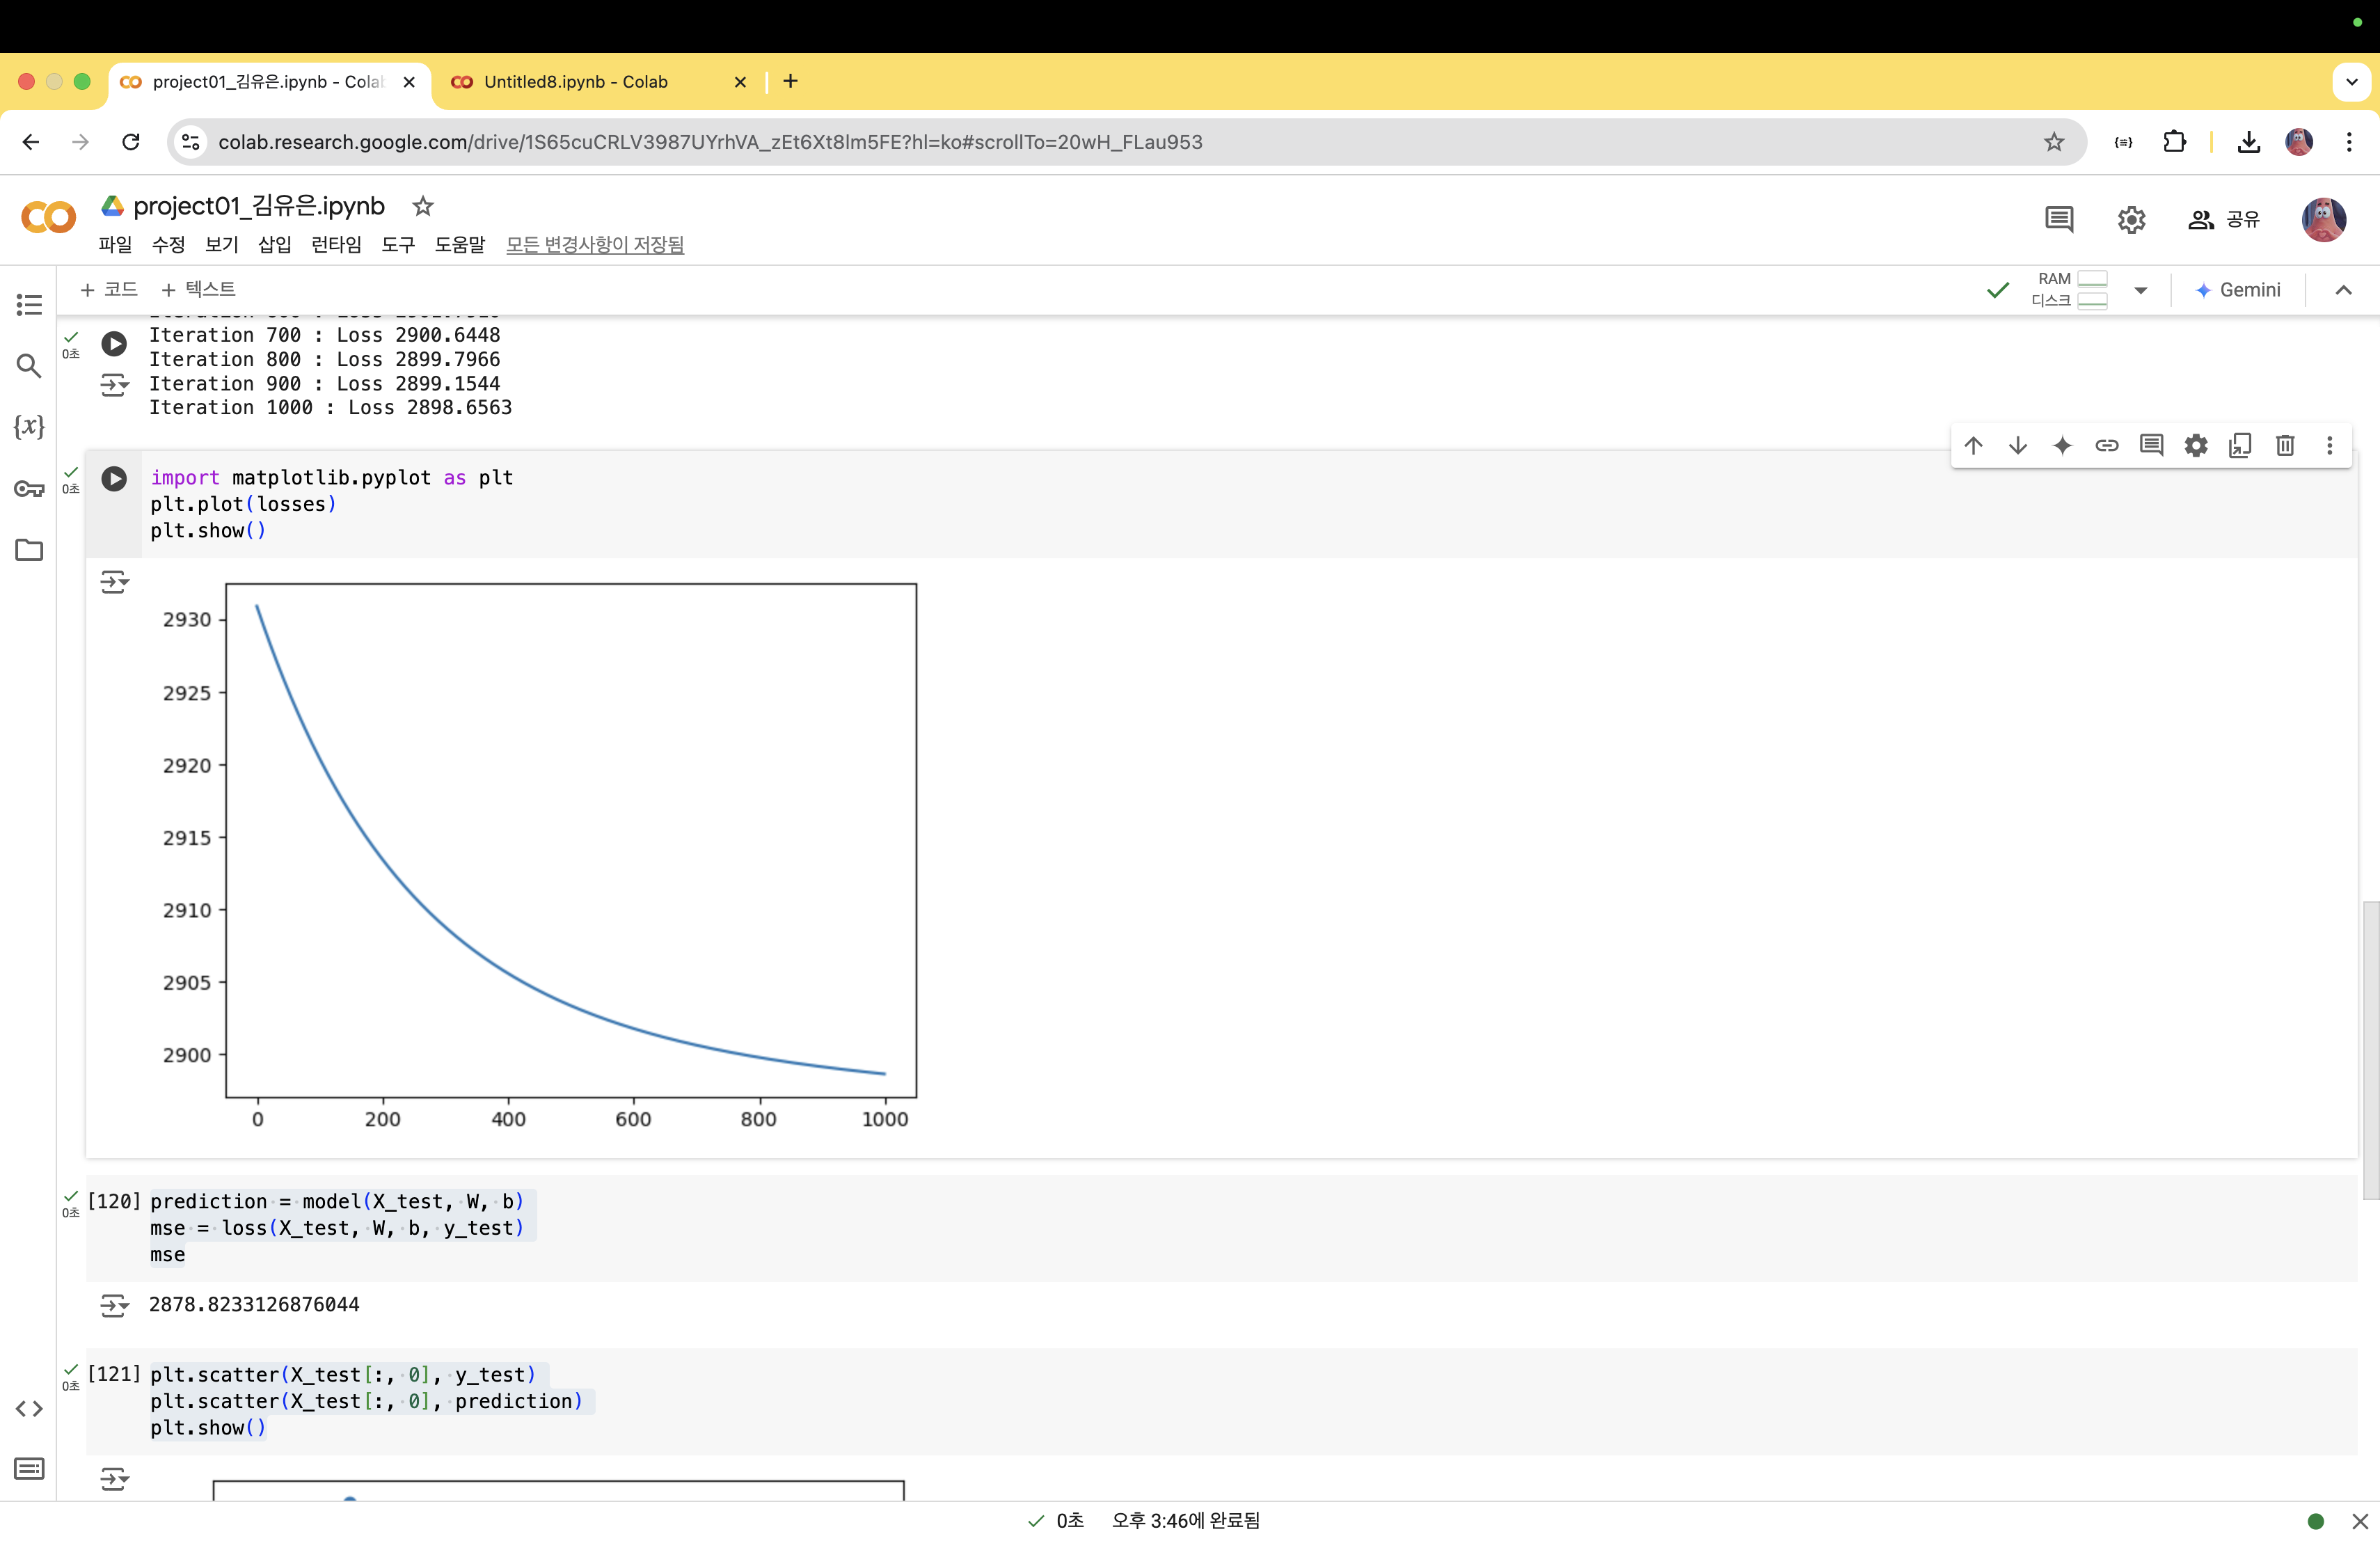 project01_김유은.ipynb - Colab
Untitled8.ipynb - Colab
colab.research.google.com/drive/1S65cuCRLV3987UYrhVA_zEt6Xt8lm5FE?hl=ko#scrollTo=20wH_FLau953
project01_김유은.ipynb
파일 수정 보기 삽입 런타임 도구 도움말 모든 변경사항이 저장됨
공유
+ 코드 + 텍스트
RAM
디스크
Gemini
Iteration 700 : Loss 2900.6448
0초
Iteration 800 : Loss 2899.7966
Iteration 900 : Loss 2899.1544
Iteration 1000 : Loss 2898.6563
{x}
0초
import matplotlib.pyplot as plt
plt.plot(losses)
plt.show()
2930
2925
2920
2915
2910
2905
2900
0 200 400 600 800 1000
0초
[120] prediction = model(X_test, W, b)
mse = loss(X_test, W, b, y_test)
mse
2878.8233126876044
0초
[121] plt.scatter(X_test[:, 0], y_test)
plt.scatter(X_test[:, 0], prediction)
plt.show()
0초 오후 3:46에 완료됨